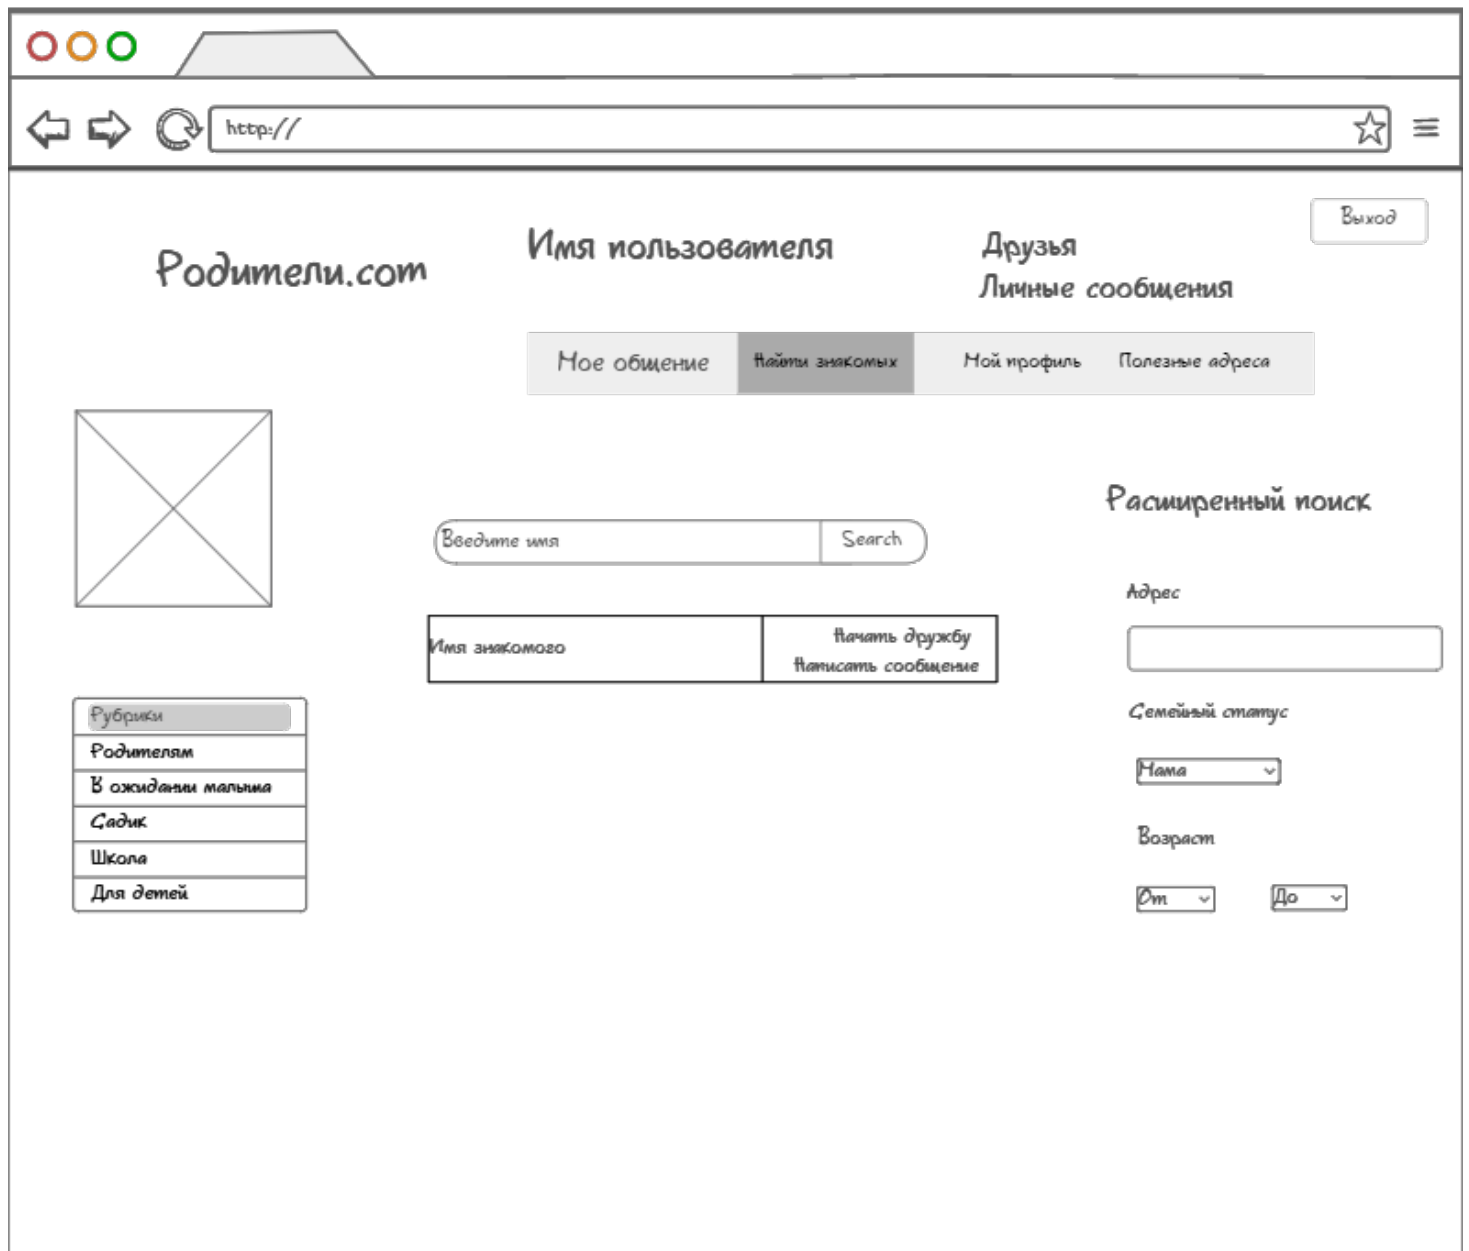 http://
Выход
Родители.com
Имя пользователя
Друзья
Личные сообщения
Мое общение
Найти знакомых
Мой профиль
Полезные адреса
Расширенный поиск
Введите имя
Search
Адрес
Имя знакомого
Начать дружбу
Написать сообщение
Семейный статус
Мама
Возраст
От
До
Рубрики
Родителям
В ожидании малыша
Садик
Школа
Для детей